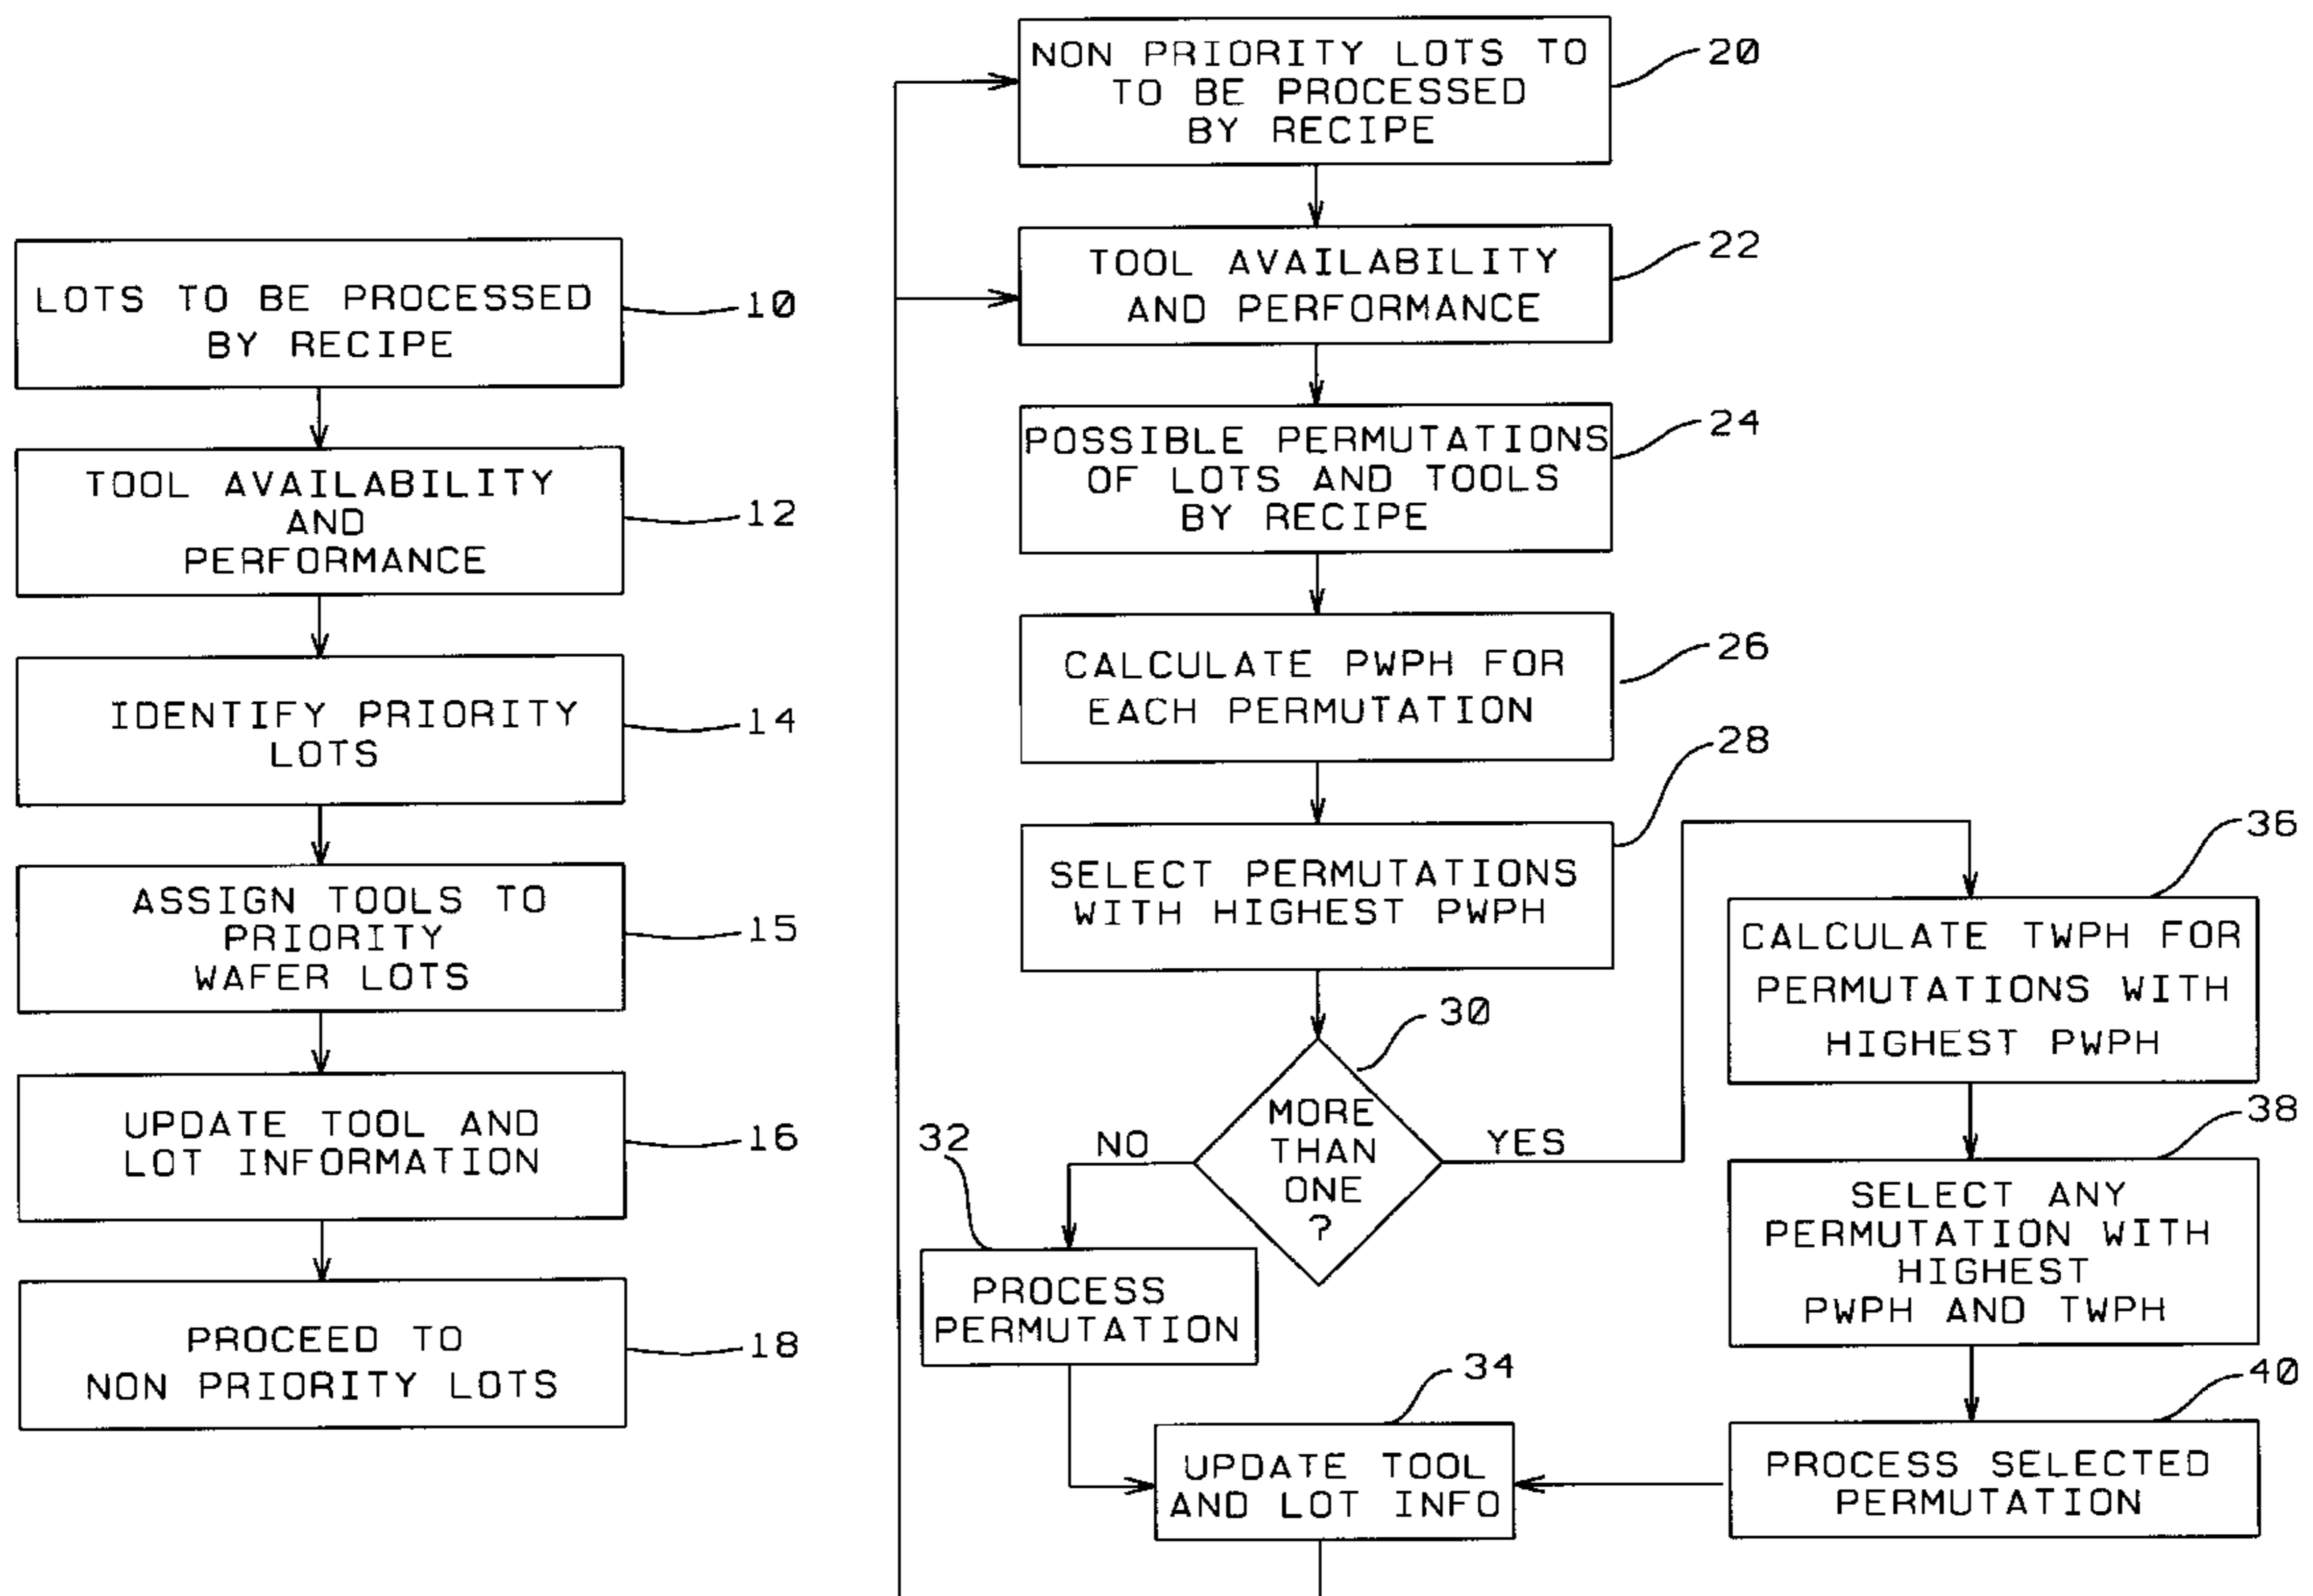 LOTS TO BE PROCESSED
BY RECIPE
10
TOOL AVAILABILITY
AND
PERFORMANCE
12
IDENTIFY PRIORITY
LOTS
14
ASSIGN TOOLS TO
PRIORITY
WAFER LOTS
15
UPDATE TOOL AND
LOT INFORMATION
16
PROCEED TO
NON PRIORITY LOTS
18
NON PRIORITY LOTS TO
TO BE PROCESSED
BY RECIPE
20
TOOL AVAILABILITY
AND PERFORMANCE
22
POSSIBLE PERMUTATIONS
OF LOTS AND TOOLS
BY RECIPE
24
CALCULATE PWPH FOR
EACH PERMUTATION
26
SELECT PERMUTATIONS
WITH HIGHEST PWPH
28
MORE
THAN
ONE
?
30
NO
YES
32
PROCESS
PERMUTATION
34
UPDATE TOOL
AND LOT INFO
36
CALCULATE TWPH FOR
PERMUTATIONS WITH
HIGHEST PWPH
38
SELECT ANY
PERMUTATION WITH
HIGHEST
PWPH AND TWPH
40
PROCESS SELECTED
PERMUTATION